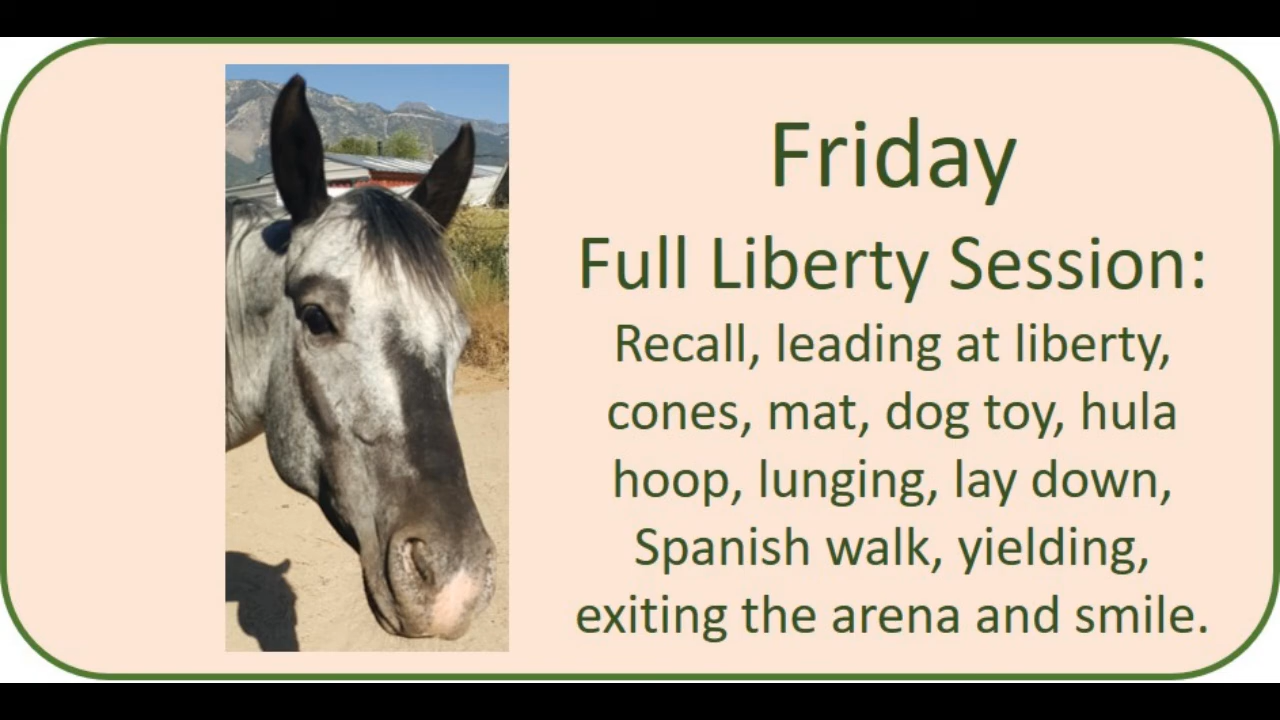 Friday
Full Liberty Session:
Recall, leading at liberty,
cones, mat, dog toy, hula
hoop, lunging, lay down,
Spanish walk, yielding,
exiting the arena and smile.